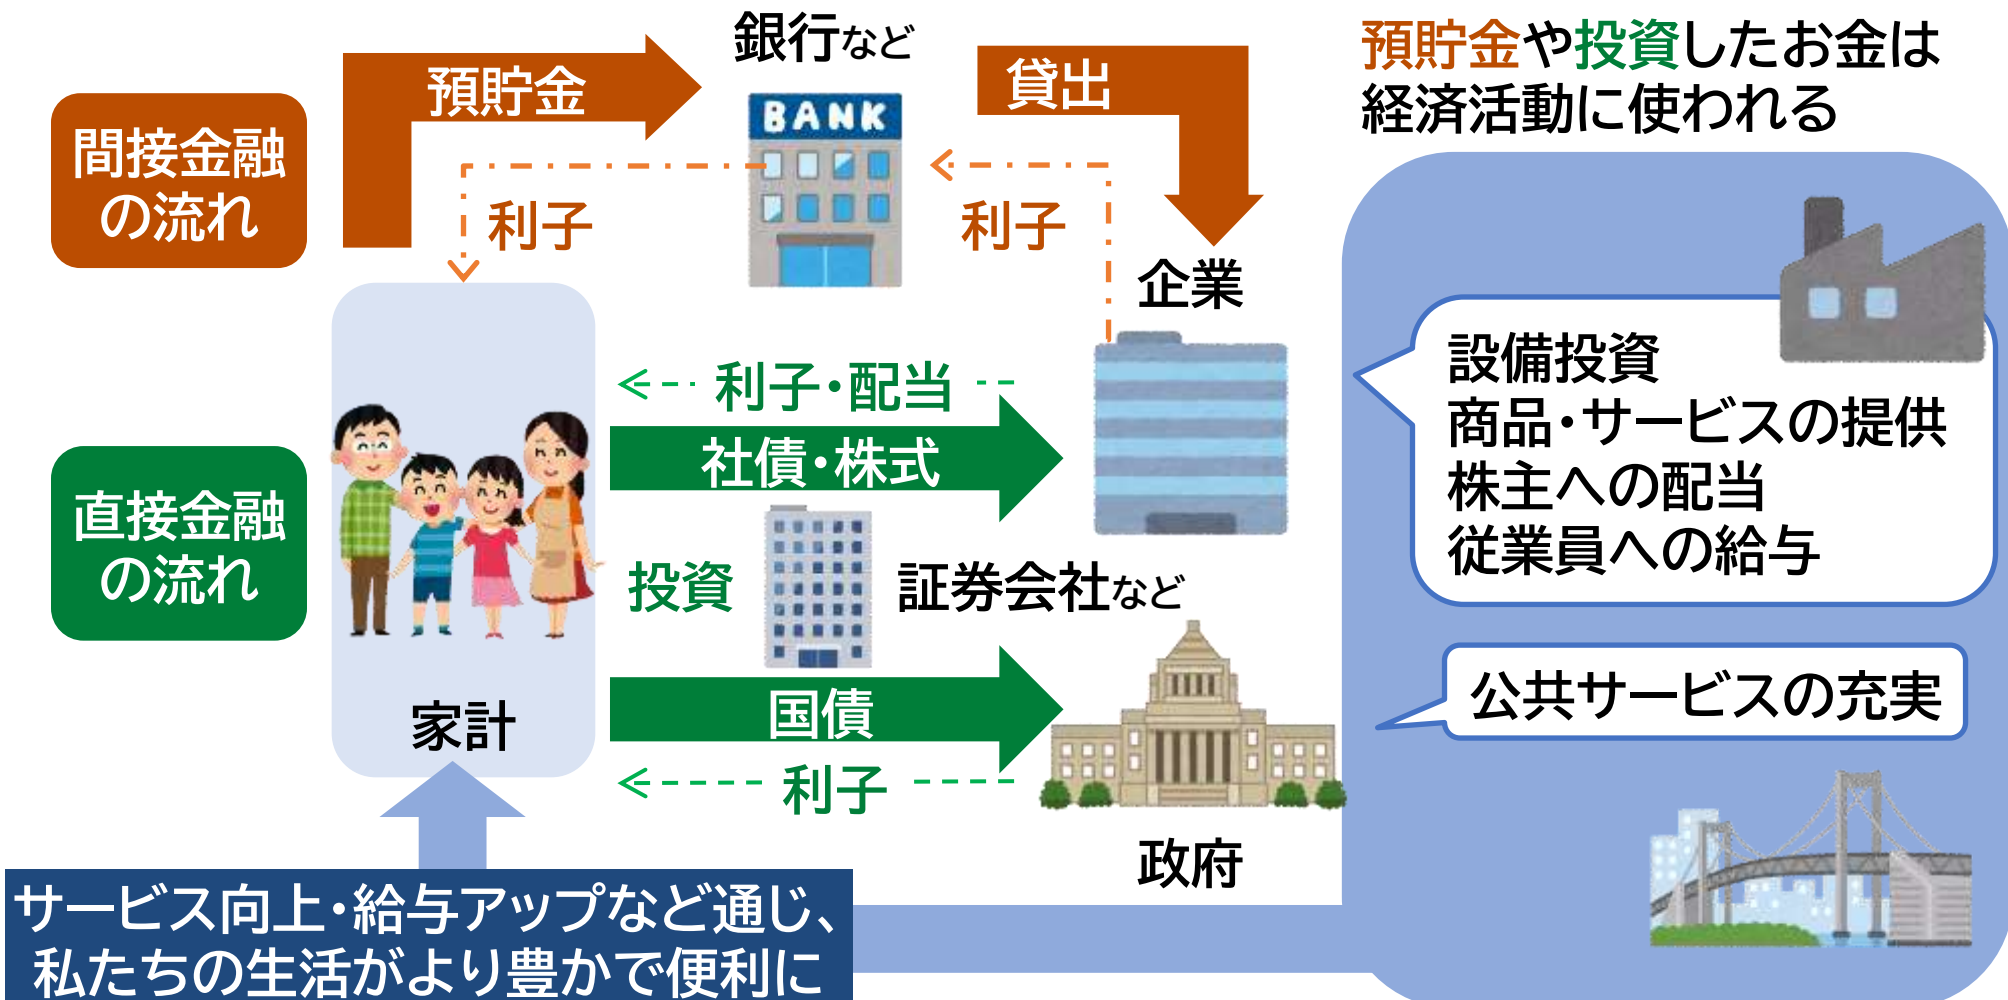 銀行など
預貯金
貸出
預貯金や投資したお金は
経済活動に使われる
間接金融
の流れ
BANK
利子
利子
企業
設備投資
商品・サービスの提供
株主への配当
従業員への給与
利子・配当
社債・株式
直接金融
の流れ
投資
証券会社など
公共サービスの充実
国債
家計
利子
政府
サービス向上・給与アップなど通じ、
私たちの生活がより豊かで便利に